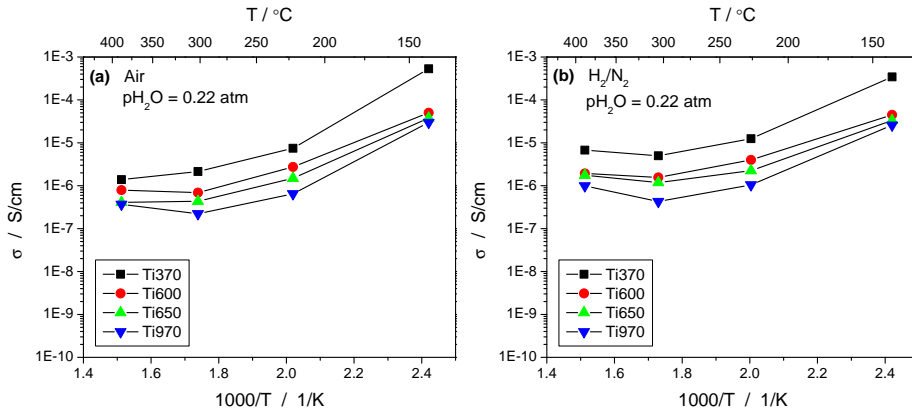 T / °C
400 350 300 250 200 150
1E-3
(a) Air
pH₂O = 0.22 atm
1E-4
1E-5
1E-6
1E-7
1E-8
1E-9
1E-10
σ / S/cm
Ti370
Ti600
Ti650
Ti970
1.4 1.6 1.8 2.0 2.2 2.4
1000/T / 1/K
T / °C
400 350 300 250 200 150
1E-3
(b) H₂/N₂
pH₂O = 0.22 atm
1E-4
1E-5
1E-6
1E-7
1E-8
1E-9
1E-10
σ / S/cm
Ti370
Ti600
Ti650
Ti970
1.4 1.6 1.8 2.0 2.2 2.4
1000/T / 1/K